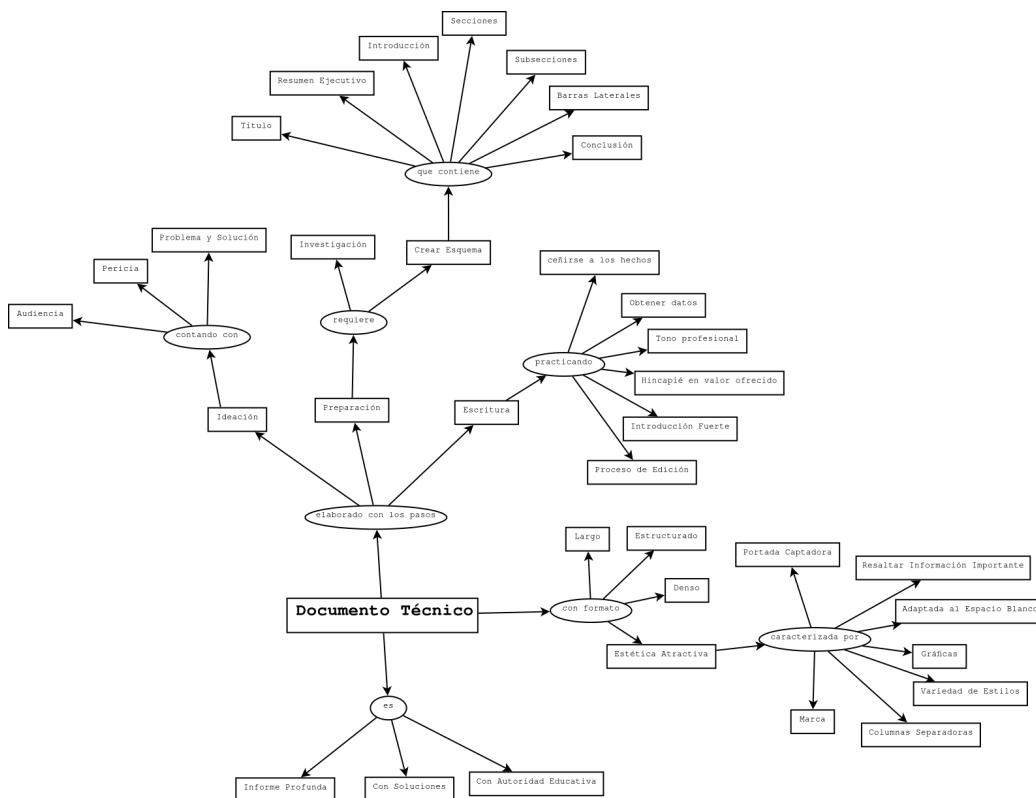 Secciones
Introducción
Subsecciones
Resumen Ejecutivo
Barras Laterales
Título
Conclusión
que contiene
Problema y Solución
Investigación
Crear Esquema
Pericia
ceñirse a los hechos
Audiencia
contando con
requiere
Obtener datos
Tono profesional
practicando
Hincapié en valor ofrecido
Ideación
Preparación
Escritura
Introducción Fuerte
Proceso de Edición
elaborado con los pasos
Largo
Estructurado
Portada Captadora
Resaltar Información Importante
Denso
Documento Técnico
con formato
Adaptada al Espacio Blanco
caracterizada por
Estética Atractiva
Gráficas
Variedad de Estilos
es
Marca
Columnas Separadoras
Informe Profunda
Con Soluciones
Con Autoridad Educativa